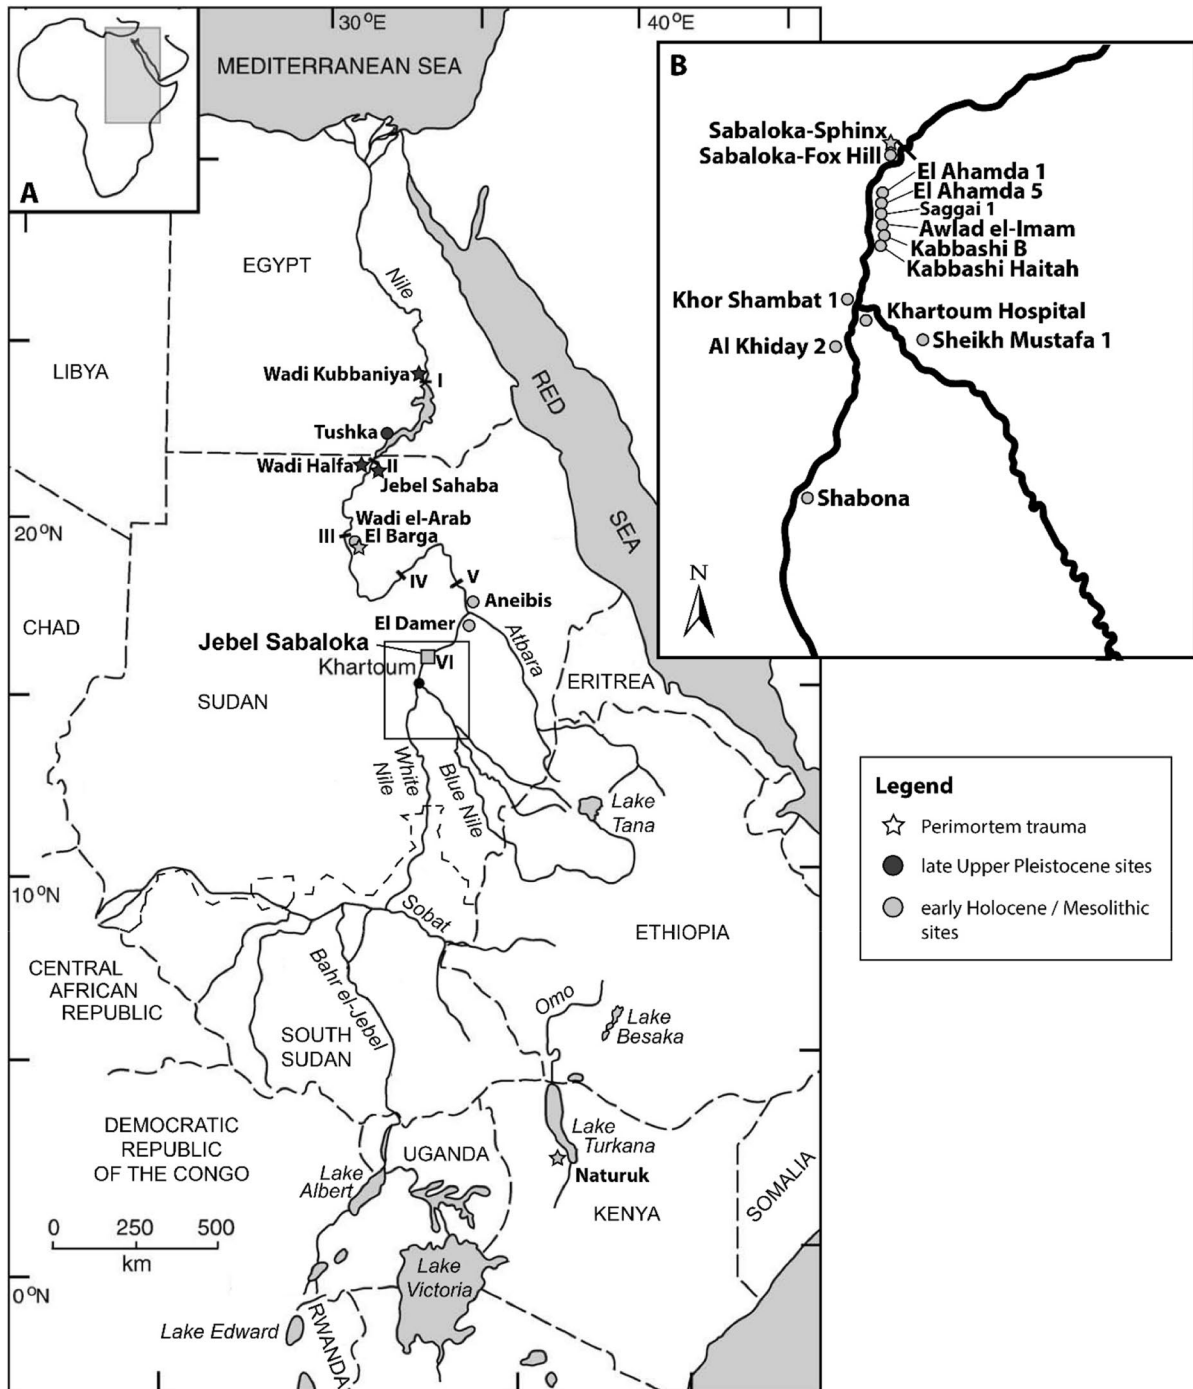 30°E
40°E
MEDITERRANEAN SEA
A
EGYPT
Nile
LIBYA
RED
SEA
Wadi Kubbaniya
I
Tushka
Wadi Halfa
II
Jebel Sahaba
20°N
Wadi el-Arab
III
El Barga
IV
V
CHAD
Aneibis
El Damer
Jebel Sabaloka
VI
Khartoum
Atbara
SUDAN
ERITREA
White
Nile
Blue Nile
Lake
Tana
10°N
Sobat
ETHIOPIA
CENTRAL
AFRICAN
REPUBLIC
Bahr el-Jebel
SOUTH
SUDAN
Omo
Lake
Besaka
DEMOCRATIC
REPUBLIC
OF THE CONGO
Lake
Turkana
UGANDA
Lake
Albert
Naturuk
KENYA
SOMALIA
0 250 500
km
Lake
Victoria
0°N
Lake Edward
RWANDA
B
Sabaloka-Sphinx
Sabaloka-Fox Hill
El Ahamda 1
El Ahamda 5
Saggai 1
Awlad el-Imam
Kabbashi B
Kabbashi Haitah
Khor Shambat 1
Khartoum Hospital
Al Khiday 2
Sheikh Mustafa 1
Shabona
N
Legend
Perimortem trauma
late Upper Pleistocene sites
early Holocene / Mesolithic
sites